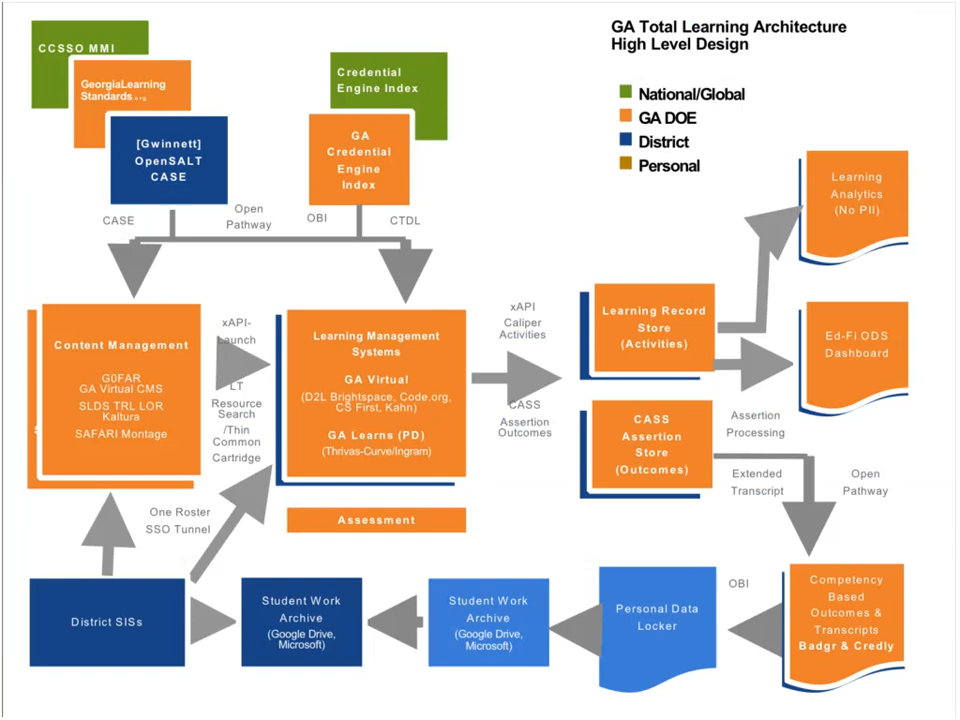 GA Total Learning Architecture
High Level Design
National/Global
GA DOE
District
Personal
CCSSO MMI
GeorgiaLearning
Standards.org
[Gwinnett]
OpenSALT
CASE
Credential
Engine Index
GA
Credential
Engine
Index
CASE
Open
Pathway
OBI
CTDL
Content Management
G0FAR
GA Virtual CMS
SLDS TRL LOR
Kaltura
SAFARI Montage
S
xAPI-
Launch
LT
Resource
Search
/Thin
Common
Cartridge
Learning Management
Systems
GA Virtual
(D2L Brightspace, Code.org,
CS First, Kahn)
GA Learns (PD)
(Thrivas-Curve/Ingram)
Assessment
xAPI
Caliper
Activities
CASS
Assertion
Outcomes
Learning Record
Store
(Activities)
CASS
Assertion
Store
(Outcomes)
Learning
Analytics
(No PII)
Ed-Fi ODS
Dashboard
Assertion
Processing
Extended
Transcript
Open
Pathway
One Roster
SSO Tunnel
District SISs
Student Work
Archive
(Google Drive,
Microsoft)
Student Work
Archive
(Google Drive,
Microsoft)
Personal Data
Locker
OBI
Competency
Based
Outcomes &
Transcripts
Badgr & Credly